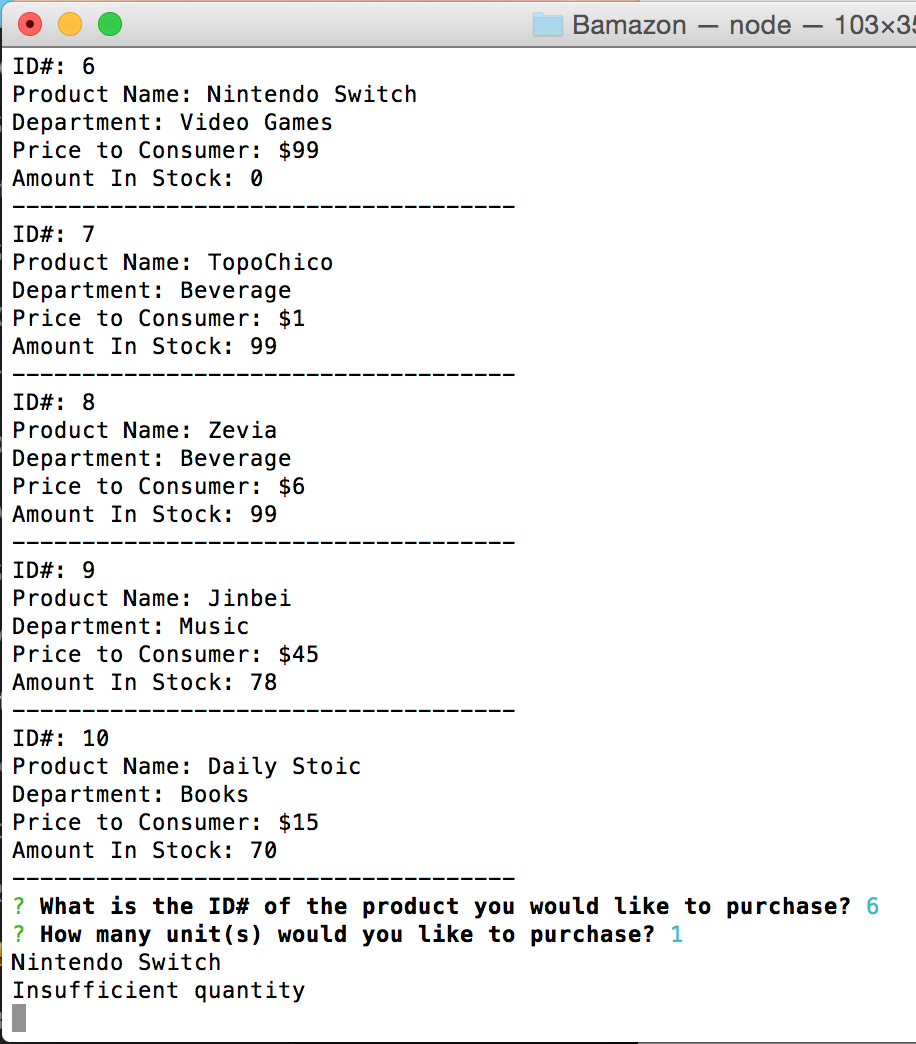 Bamazon — node — 103×35
ID#: 6
Product Name: Nintendo Switch
Department: Video Games
Price to Consumer: $99
Amount In Stock: 0
------------------------------------
ID#: 7
Product Name: TopoChico
Department: Beverage
Price to Consumer: $1
Amount In Stock: 99
------------------------------------
ID#: 8
Product Name: Zevia
Department: Beverage
Price to Consumer: $6
Amount In Stock: 99
------------------------------------
ID#: 9
Product Name: Jinbei
Department: Music
Price to Consumer: $45
Amount In Stock: 78
------------------------------------
ID#: 10
Product Name: Daily Stoic
Department: Books
Price to Consumer: $15
Amount In Stock: 70
------------------------------------
? What is the ID# of the product you would like to purchase? 6
? How many unit(s) would you like to purchase? 1
Nintendo Switch
Insufficient quantity